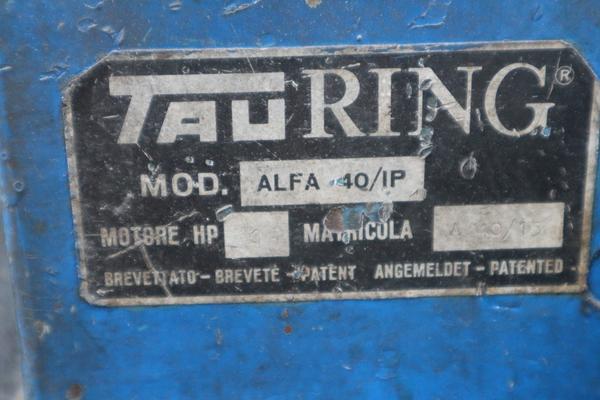 TAURING®
MOD. ALFA 40/IP
MOTORE HP MATRICOLA
BREVETTATO - BREVETÉ - PATENT ANGEMELDET - PATENTED